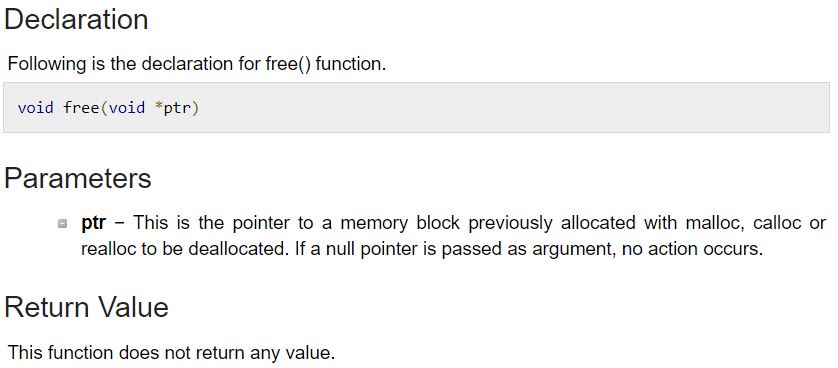 Declaration
Following is the declaration for free() function.
void free(void *ptr)
Parameters
ptr − This is the pointer to a memory block previously allocated with malloc, calloc or
realloc to be deallocated. If a null pointer is passed as argument, no action occurs.
Return Value
This function does not return any value.